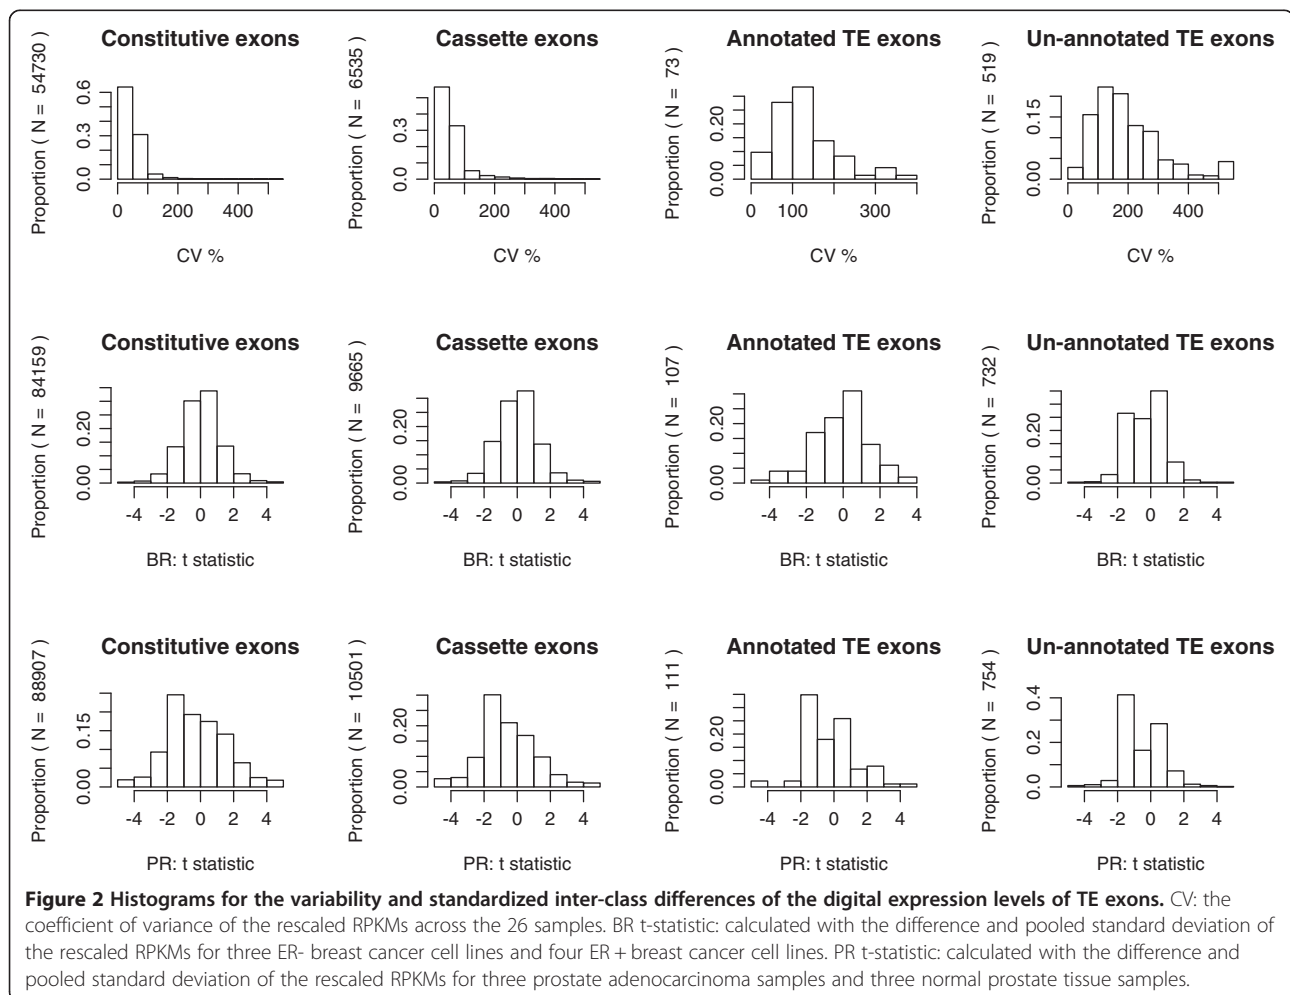 Constitutive exons
Cassette exons
Annotated TE exons
Un-annotated TE exons
Proportion ( N = 54730 )
0.0 0.3 0.6
0 200 400
CV %
Proportion ( N = 6535 )
0.0 0.3
0 200 400
CV %
Proportion ( N = 73 )
0.00 0.20
0 100 300
CV %
Proportion ( N = 519 )
0.00 0.15
0 200 400
CV %
Constitutive exons
Cassette exons
Annotated TE exons
Un-annotated TE exons
Proportion ( N = 84159 )
0.00 0.20
-4 -2 0 2 4
BR: t statistic
Proportion ( N = 9665 )
0.00 0.20
-4 -2 0 2 4
BR: t statistic
Proportion ( N = 107 )
0.00 0.20
-4 -2 0 2 4
BR: t statistic
Proportion ( N = 732 )
0.00 0.20
-4 -2 0 2 4
BR: t statistic
Constitutive exons
Cassette exons
Annotated TE exons
Un-annotated TE exons
Proportion ( N = 88907 )
0.00 0.15
-4 -2 0 2 4
PR: t statistic
Proportion ( N = 10501 )
0.00 0.20
-4 -2 0 2 4
PR: t statistic
Proportion ( N = 111 )
0.00 0.20
-4 -2 0 2 4
PR: t statistic
Proportion ( N = 754 )
0.0 0.2 0.4
-4 -2 0 2 4
PR: t statistic
Figure 2 Histograms for the variability and standardized inter-class differences of the digital expression levels of TE exons. CV: the
coefficient of variance of the rescaled RPKMs across the 26 samples. BR t-statistic: calculated with the difference and pooled standard deviation of
the rescaled RPKMs for three ER- breast cancer cell lines and four ER + breast cancer cell lines. PR t-statistic: calculated with the difference and
pooled standard deviation of the rescaled RPKMs for three prostate adenocarcinoma samples and three normal prostate tissue samples.